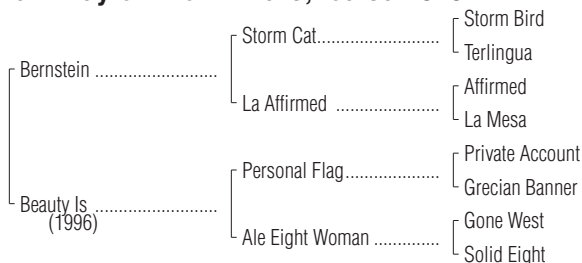 Storm Bird
Storm Cat........................................
Terlingua
Bernstein ..................................
Affirmed
La Affirmed ..................................
La Mesa
Private Account
Personal Flag...............................
Grecian Banner
Beauty Is ..................................
(1996)
Gone West
Ale Eight Woman .....................
Solid Eight